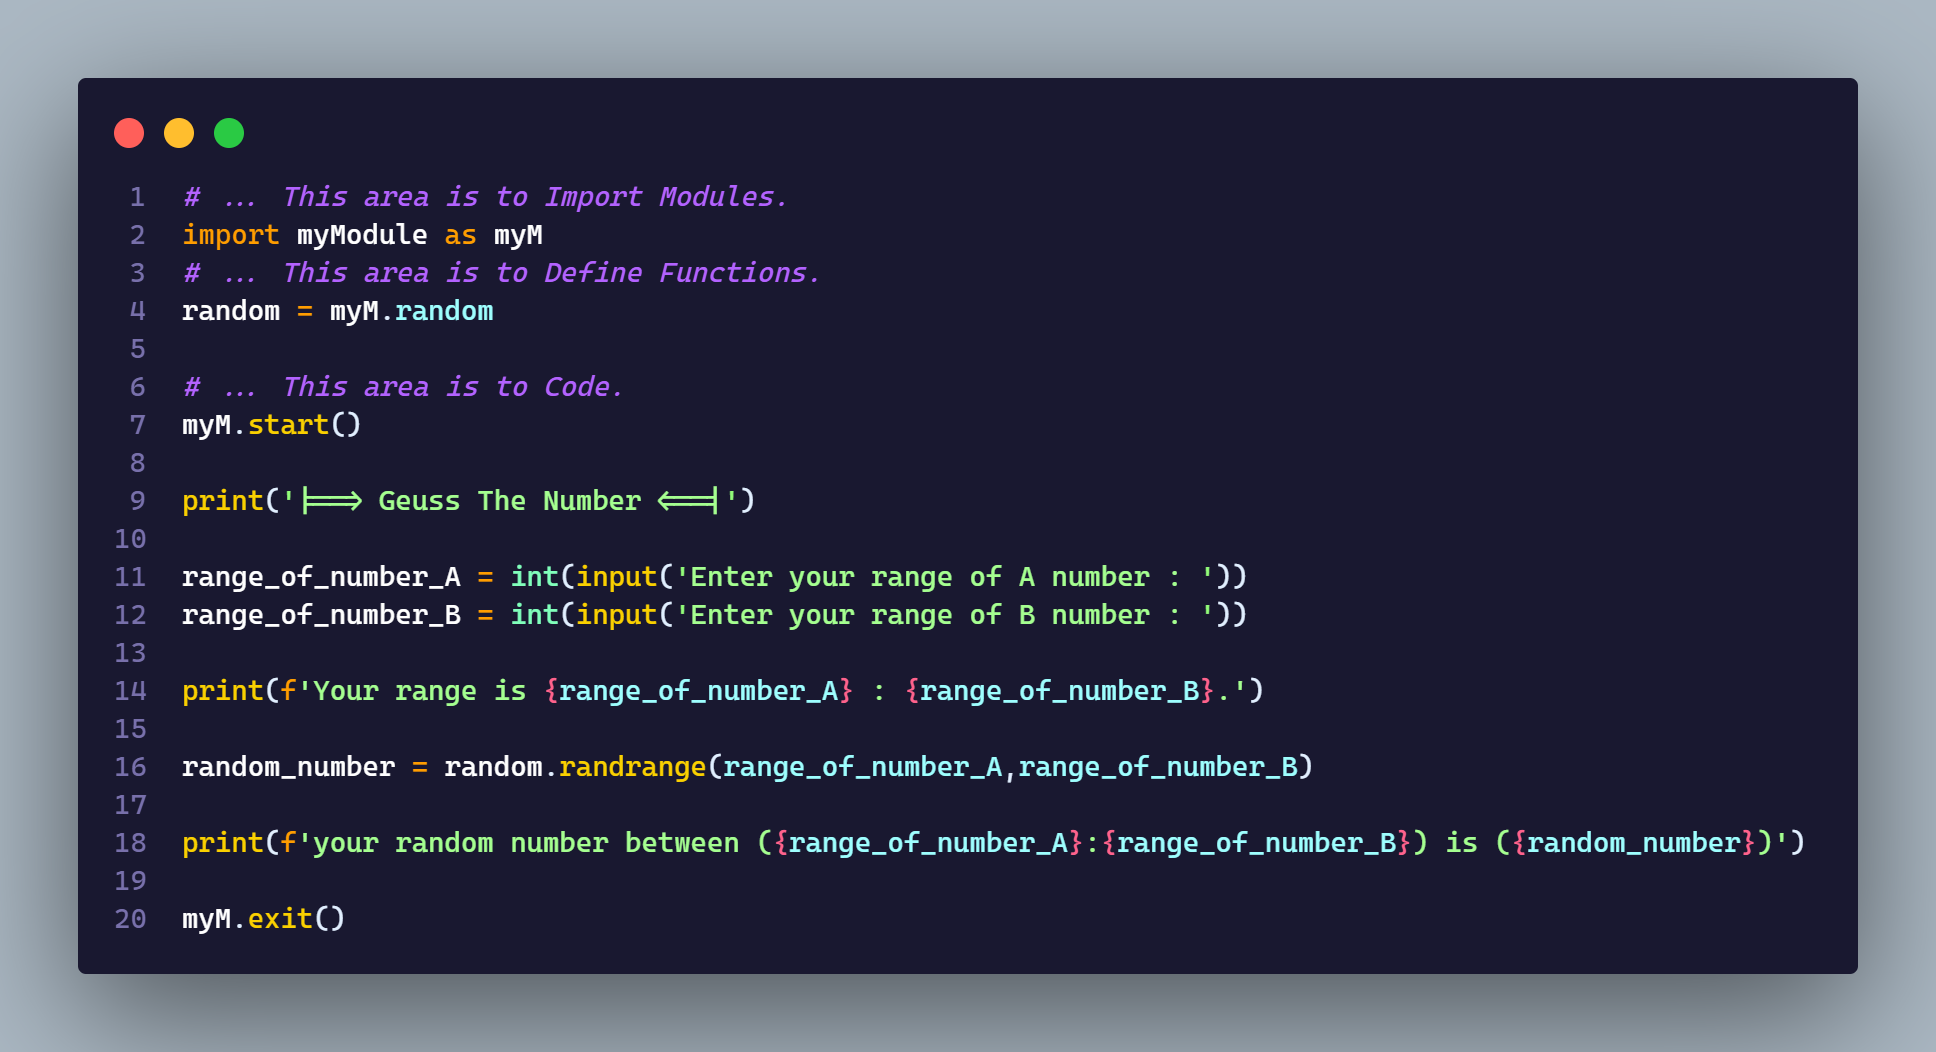 1 # ... This area is to Import Modules.
2 import myModule as myM
3 # ... This area is to Define Functions.
4 random = myM.random
5
6 # ... This area is to Code.
7 myM.start()
8
9 print('|===> Geuss The Number <===|')
10
11 range_of_number_A = int(input('Enter your range of A number : '))
12 range_of_number_B = int(input('Enter your range of B number : '))
13
14 print(f'Your range is {range_of_number_A} : {range_of_number_B}.')
15
16 random_number = random.randrange(range_of_number_A,range_of_number_B)
17
18 print(f'your random number between ({range_of_number_A}:{range_of_number_B}) is ({random_number})')
19
20 myM.exit()